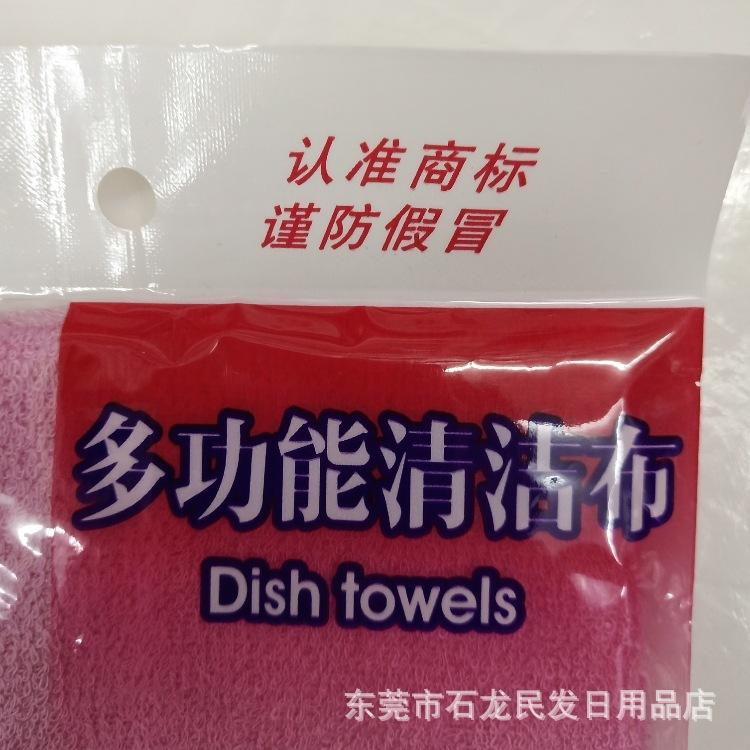 认准商标
谨防假冒
多功能清洁布
Dish towels
东莞市石龙民发日用品店